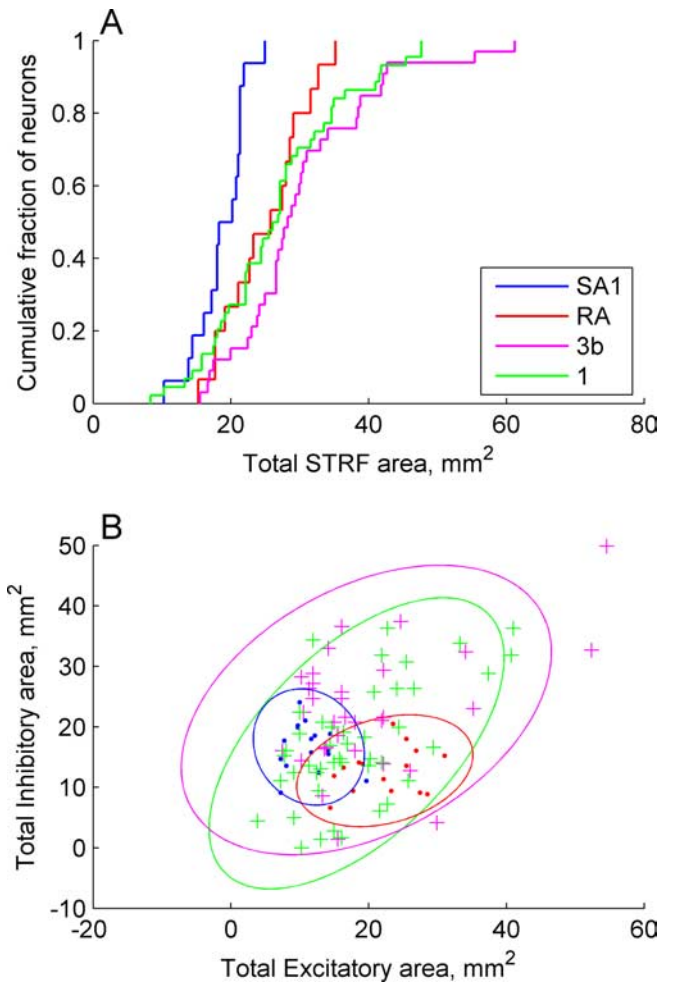 A
Cumulative fraction of neurons
1
0.8
0.6
0.4
0.2
0
0 20 40 60 80
Total STRF area, mm²
SA1
RA
3b
1
B
Total Inhibitory area, mm²
50
40
30
20
10
0
-10
-20 0 20 40 60
Total Excitatory area, mm²